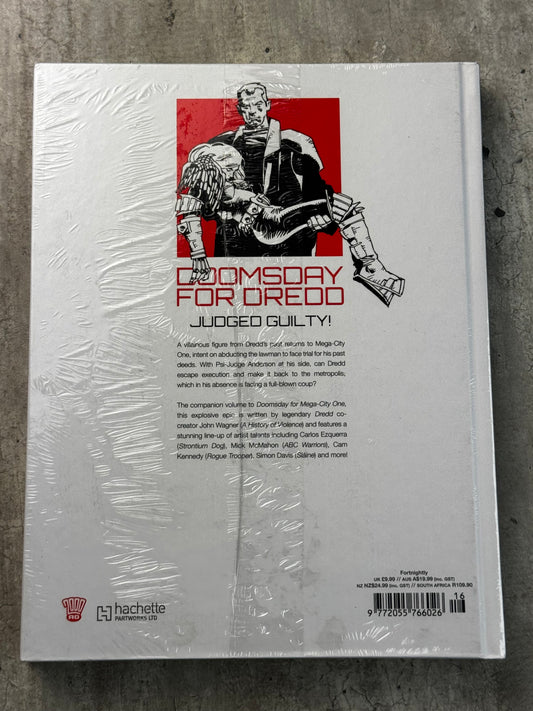 DOOMSDAY
FOR DREDD
JUDGED GUILTY!
A villainous figure from Dredd's past returns to Mega-City
One, intent on abducting the lawman to face trial for his past
deeds. With Psi-Judge Anderson at his side, can Dredd
escape execution and make it back to the metropolis,
which in his absence is facing a full-blown coup?
The companion volume to Doomsday for Mega-City One,
this explosive epic is written by legendary Dredd co-
creator John Wagner (A History of Violence) and features a
stunning line-up of artist talents including Carlos Ezquerra
(Strontium Dog), Mick McMahon (ABC Warriors), Cam
Kennedy (Rogue Trooper), Simon Davis (Sláine) and more!
Fortnightly
UK £9.99 // AUS A$19.99 (Inc. GST)
NZ NZ$24.99 (Inc. GST) // SOUTH AFRICA R109.90
16
9 772055 766026
2000
AD
hachette
PARTWORKS LTD